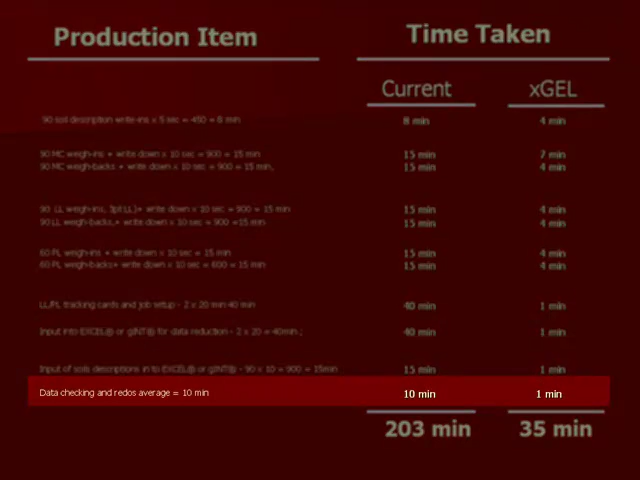 Production Item
Time Taken
Current xGEL
90 soil description write-ins x 5 sec = 450 = 8 min 8 min 4 min
90 MC weigh-ins + write down x 10 sec = 900 = 15 min 15 min 7 min
90 MC weigh-backs + write down x 10 sec = 900 = 15 min, 15 min 4 min
90 LL weigh-ins, 3pt(LL)+ write down x 10 sec = 900 = 15 min 15 min 4 min
90 LL weigh-backs,+ write down x 10 sec = 900 =15 min 15 min 4 min
60 PL weigh-ins + write down x 10 sec = 15 min 15 min 4 min
60 PL weigh-backs+ write down x 10 sec = 600 = 15 min 15 min 4 min
LL/PL tracking cards and job setup - 2 x 20 min 40 min 40 min 1 min
Input into EXCEL® or gINT® for data reduction - 2 x 20 = 40min ; 40 min 1 min
Input of soils descriptions in to EXCEL® or gINT® - 90 x 10 = 900 = 15min 15 min 1 min
Data checking and redos average = 10 min 10 min 1 min
203 min 35 min